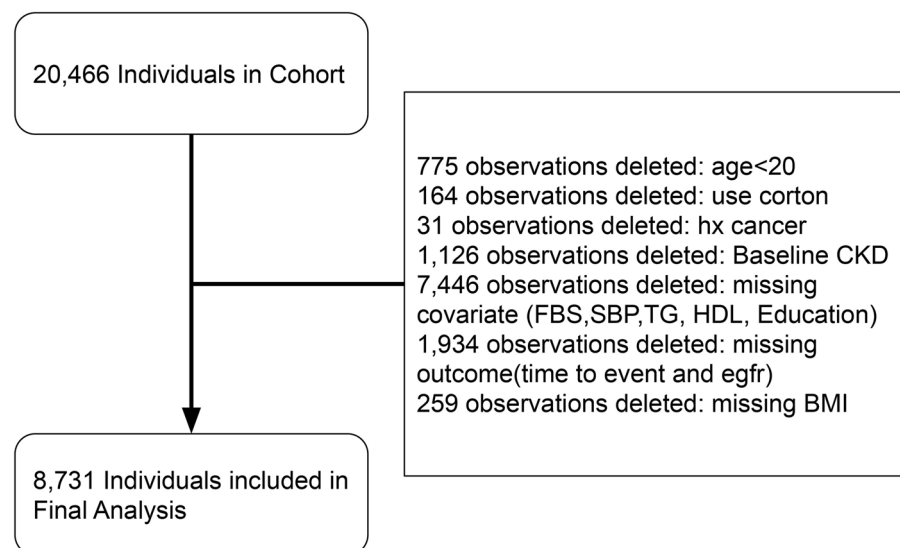 20,466 Individuals in Cohort
775 observations deleted: age<20
164 observations deleted: use corton
31 observations deleted: hx cancer
1,126 observations deleted: Baseline CKD
7,446 observations deleted: missing
covariate (FBS,SBP,TG, HDL, Education)
1,934 observations deleted: missing
outcome(time to event and egfr)
259 observations deleted: missing BMI
8,731 Individuals included in
Final Analysis